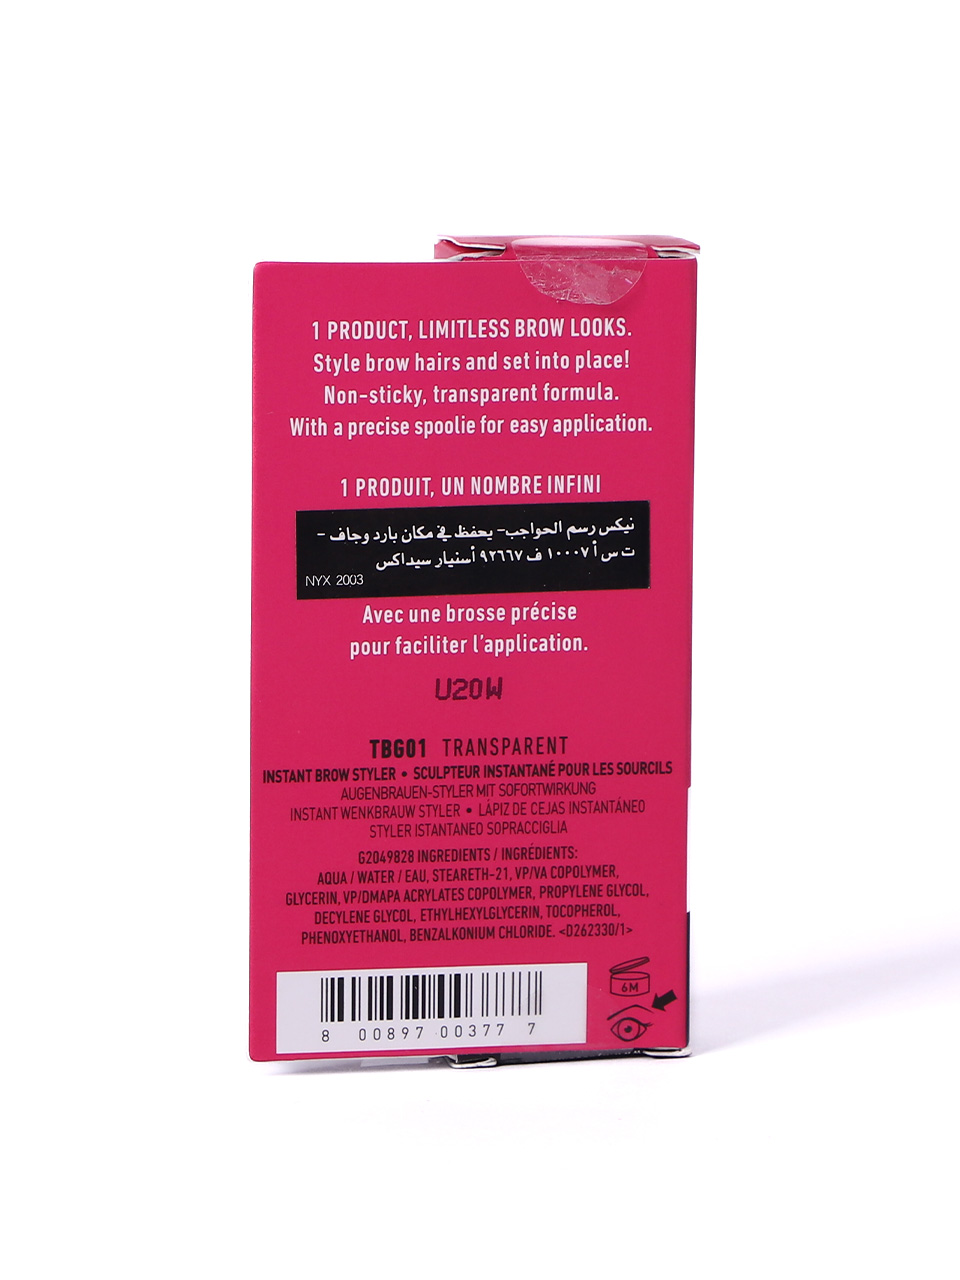 1 PRODUCT, LIMITLESS BROW LOOKS.
Style brow hairs and set into place!
Non-sticky, transparent formula.
With a precise spoolie for easy application.
1 PRODUIT, UN NOMBRE INFINI
نيكس رسم الحواجب- يحفظ في مكان بارد وجاف -
ت س أ ١٠٠٠٧ ف ٩٢٦٦٧ أسنيار سيداكس
NYX 2003
Avec une brosse précise
pour faciliter l'application.
U20W
TBG01 TRANSPARENT
INSTANT BROW STYLER • SCULPTEUR INSTANTANÉ POUR LES SOURCILS
AUGENBRAUEN-STYLER MIT SOFORTWIRKUNG
INSTANT WENKBRAUW STYLER • LÁPIZ DE CEJAS INSTANTÁNEO
STYLER ISTANTANEO SOPRACCIGLIA
G2049828 INGREDIENTS / INGRÉDIENTS:
AQUA / WATER / EAU, STEARETH-21, VP/VA COPOLYMER,
GLYCERIN, VP/DMAPA ACRYLATES COPOLYMER, PROPYLENE GLYCOL,
DECYLENE GLYCOL, ETHYLHEXYLGLYCERIN, TOCOPHEROL,
PHENOXYETHANOL, BENZALKONIUM CHLORIDE. <D262330/1>
6M
8 00897 00377 7